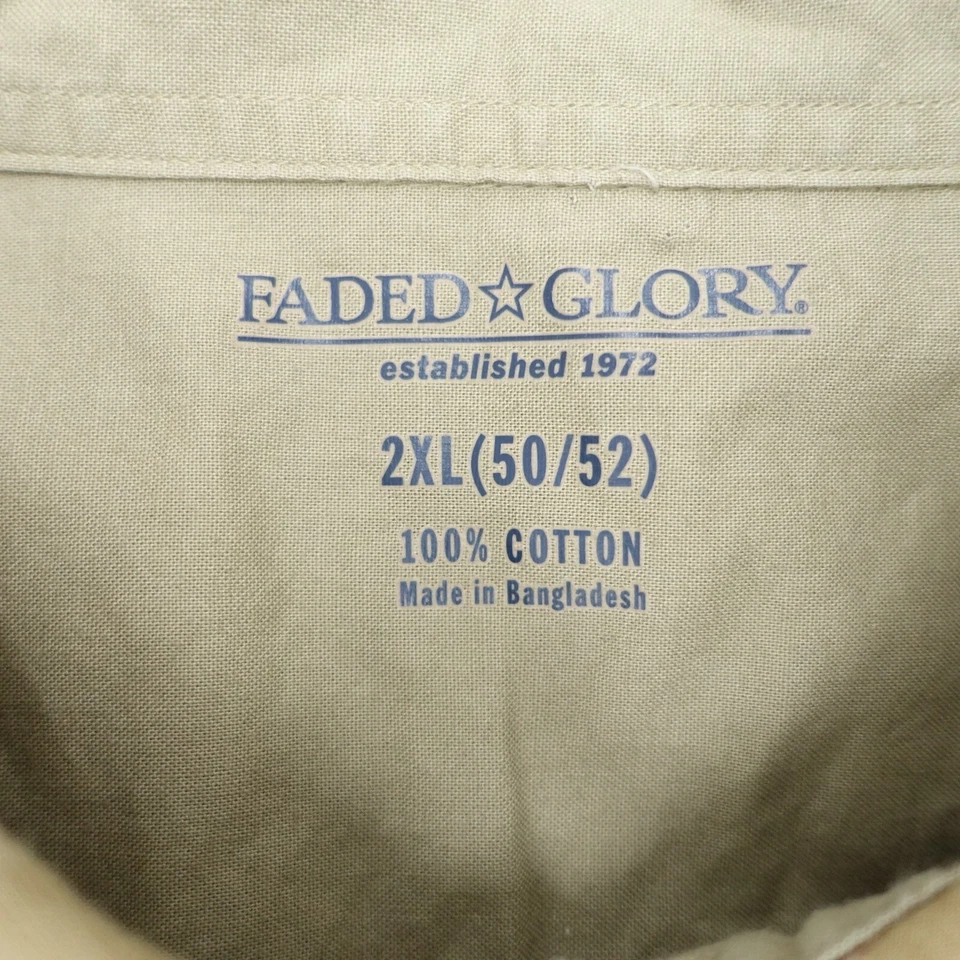 FADED☆GLORY®
established 1972
2XL(50/52)
100% COTTON
Made in Bangladesh